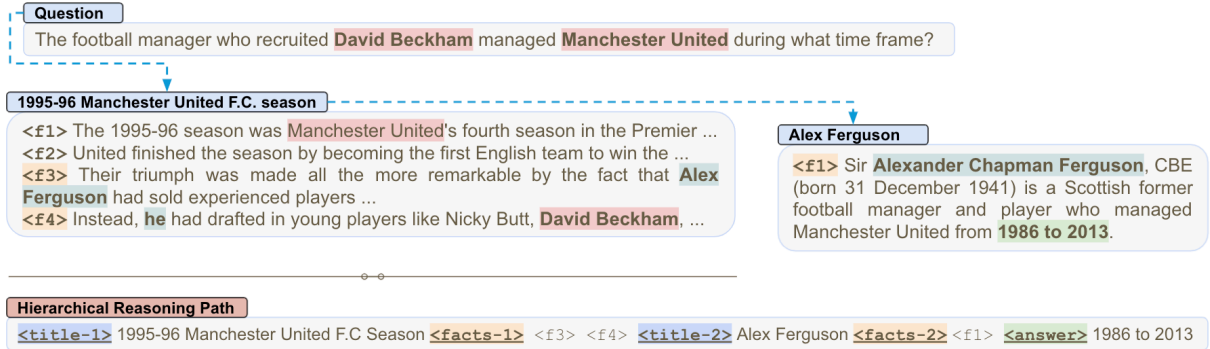 Question
The football manager who recruited David Beckham managed Manchester United during what time frame?
1995-96 Manchester United F.C. season
<f1> The 1995-96 season was Manchester United's fourth season in the Premier ...
<f2> United finished the season by becoming the first English team to win the ...
<f3> Their triumph was made all the more remarkable by the fact that Alex
Ferguson had sold experienced players ...
<f4> Instead, he had drafted in young players like Nicky Butt, David Beckham, ...
Alex Ferguson
<f1> Sir Alexander Chapman Ferguson, CBE
(born 31 December 1941) is a Scottish former
football manager and player who managed
Manchester United from 1986 to 2013.
Hierarchical Reasoning Path
<title-1> 1995-96 Manchester United F.C Season <facts-1> <f3> <f4> <title-2> Alex Ferguson <facts-2> <f1> <answer> 1986 to 2013